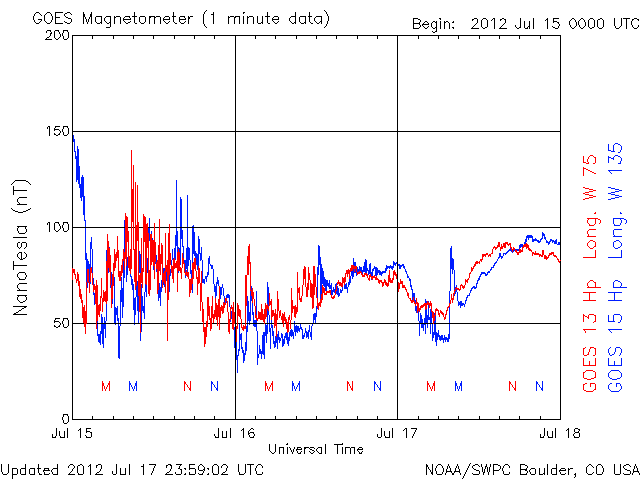 GOES Magnetometer (1 minute data)
Begin: 2012 Jul 15 0000 UTC
200
150
100
50
0
NanoTesla (nT)
GOES 13 Hp Long. W 75
GOES 15 Hp Long. W 135
M M N N M M N N M M N N
Jul 15 Jul 16 Jul 17 Jul 18
Universal Time
Updated 2012 Jul 17 23:59:02 UTC
NOAA/SWPC Boulder, CO USA